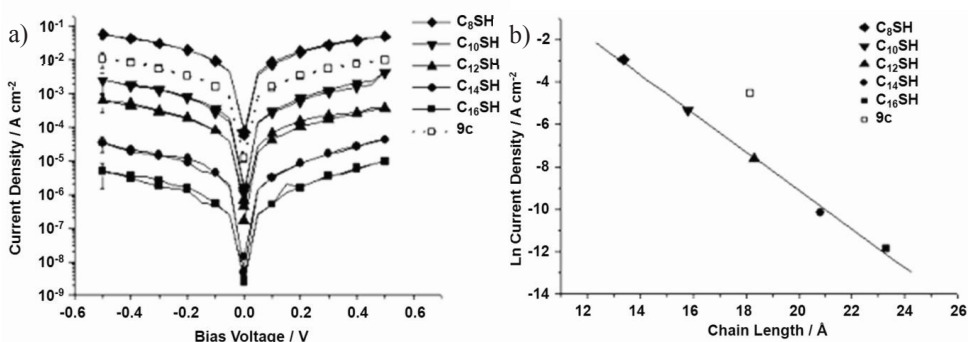 a)
Current Density / A cm⁻²
10⁻¹
10⁻²
10⁻³
10⁻⁴
10⁻⁵
10⁻⁶
10⁻⁷
10⁻⁸
10⁻⁹
-0.6 -0.4 -0.2 0.0 0.2 0.4 0.6
Bias Voltage / V
C₈SH
C₁₀SH
C₁₂SH
C₁₄SH
C₁₆SH
9c
b)
Ln Current Density / A cm⁻²
-2
-4
-6
-8
-10
-12
-14
12 14 16 18 20 22 24 26
Chain Length / Å
C₈SH
C₁₀SH
C₁₂SH
C₁₄SH
C₁₆SH
9c